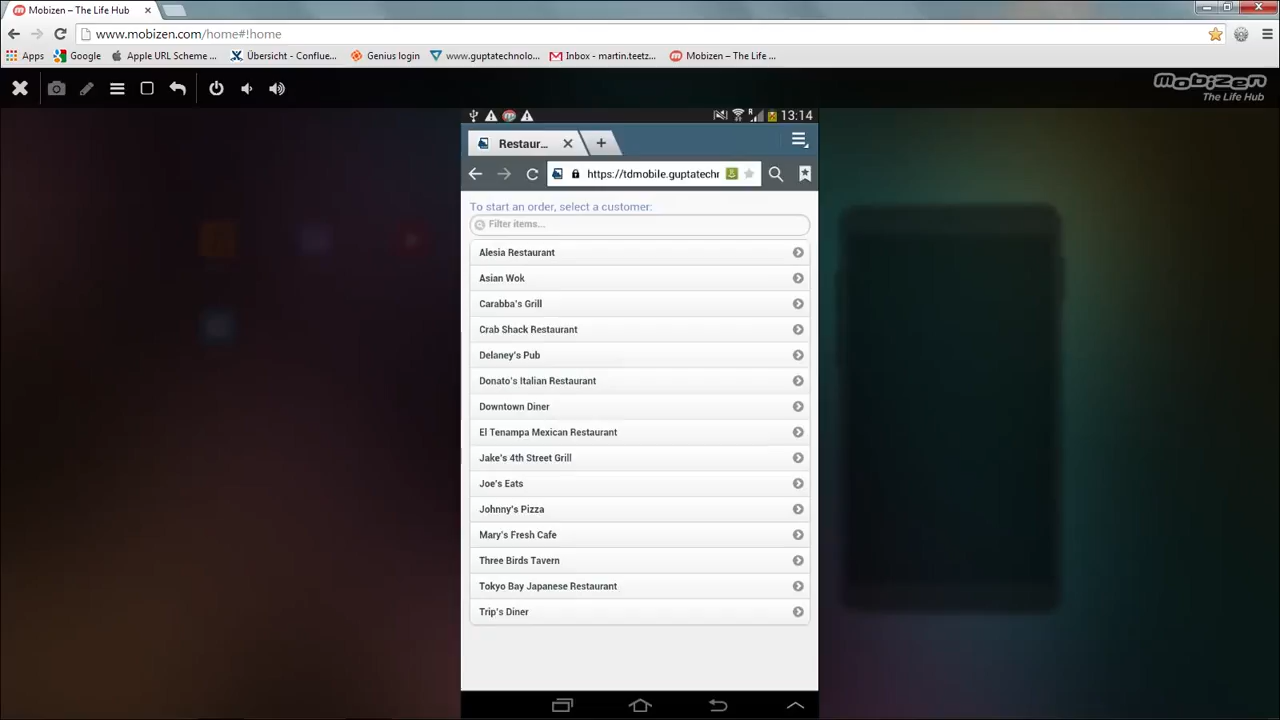 Mobizen – The Life Hub
www.mobizen.com/home#!home
Apps Google Apple URL Scheme ... Übersicht - Conflue... Genius login www.guptatechnolo... Inbox - martin.teetz... Mobizen – The Life ...
mobizen
The Life Hub
13:14
Restaur...
https://tdmobile.guptatechn
To start an order, select a customer:
Filter items...
Alesia Restaurant
Asian Wok
Carabba's Grill
Crab Shack Restaurant
Delaney's Pub
Donato's Italian Restaurant
Downtown Diner
El Tenampa Mexican Restaurant
Jake's 4th Street Grill
Joe's Eats
Johnny's Pizza
Mary's Fresh Cafe
Three Birds Tavern
Tokyo Bay Japanese Restaurant
Trip's Diner